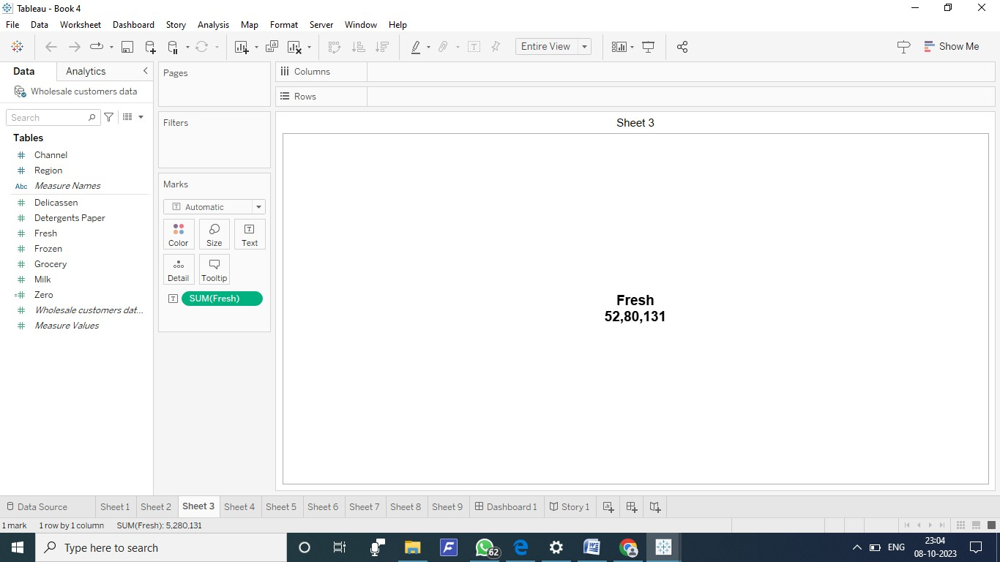 Tableau - Book 4
File Data Worksheet Dashboard Story Analysis Map Format Server Window Help
Entire View
Show Me
Data Analytics
Wholesale customers data
Search
Tables
# Channel
# Region
Abc Measure Names
# Delicassen
# Detergents Paper
# Fresh
# Frozen
# Grocery
# Milk
=# Zero
# Wholesale customers dat...
# Measure Values
Pages
Filters
Marks
T Automatic
Color Size Text
Detail Tooltip
T SUM(Fresh)
Columns
Rows
Sheet 3
Fresh
52,80,131
Data Source Sheet 1 Sheet 2 Sheet 3 Sheet 4 Sheet 5 Sheet 6 Sheet 7 Sheet 8 Sheet 9 Dashboard 1 Story 1
1 mark 1 row by 1 column SUM(Fresh): 5,280,131
Type here to search
62
ENG
23:04
08-10-2023